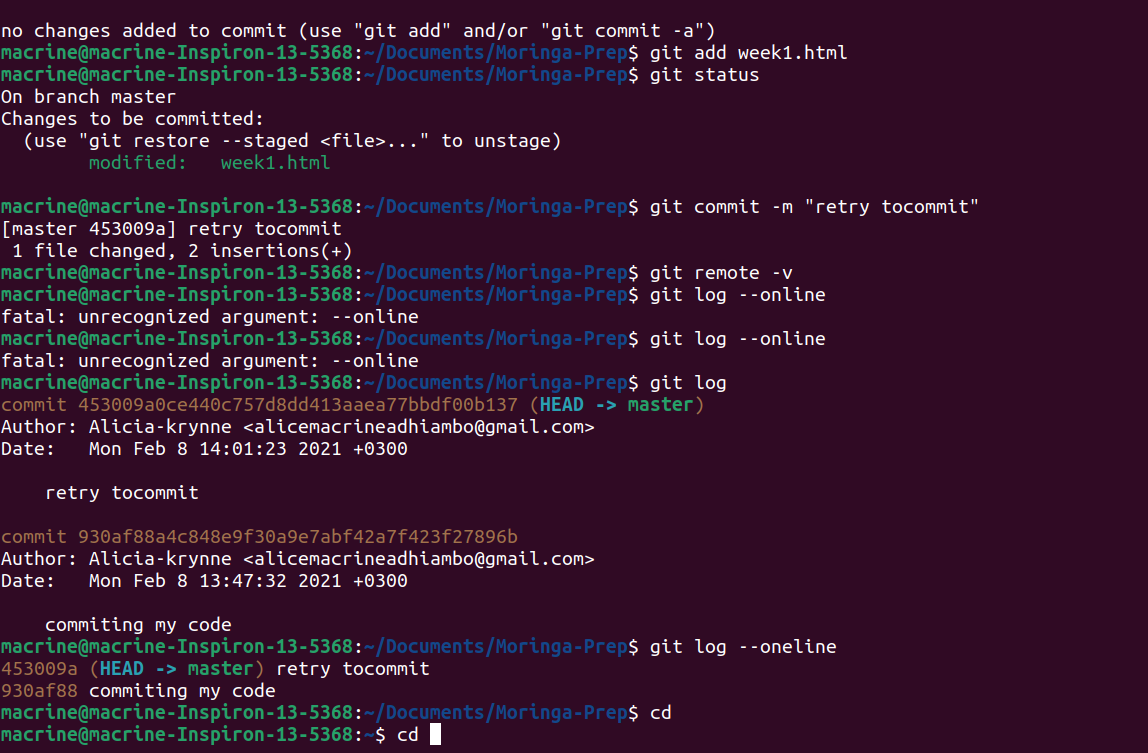 no changes added to commit (use "git add" and/or "git commit -a")
macrine@macrine-Inspiron-13-5368:~/Documents/Moringa-Prep$ git add week1.html
macrine@macrine-Inspiron-13-5368:~/Documents/Moringa-Prep$ git status
On branch master
Changes to be committed:
  (use "git restore --staged <file>..." to unstage)
        modified:   week1.html

macrine@macrine-Inspiron-13-5368:~/Documents/Moringa-Prep$ git commit -m "retry tocommit"
[master 453009a] retry tocommit
 1 file changed, 2 insertions(+)
macrine@macrine-Inspiron-13-5368:~/Documents/Moringa-Prep$ git remote -v
macrine@macrine-Inspiron-13-5368:~/Documents/Moringa-Prep$ git log --online
fatal: unrecognized argument: --online
macrine@macrine-Inspiron-13-5368:~/Documents/Moringa-Prep$ git log --online
fatal: unrecognized argument: --online
macrine@macrine-Inspiron-13-5368:~/Documents/Moringa-Prep$ git log
commit 453009a0ce440c757d8dd413aaea77bbdf00b137 (HEAD -> master)
Author: Alicia-krynne <alicemacrineadhiambo@gmail.com>
Date:   Mon Feb 8 14:01:23 2021 +0300

    retry tocommit

commit 930af88a4c848e9f30a9e7abf42a7f423f27896b
Author: Alicia-krynne <alicemacrineadhiambo@gmail.com>
Date:   Mon Feb 8 13:47:32 2021 +0300

    commiting my code
macrine@macrine-Inspiron-13-5368:~/Documents/Moringa-Prep$ git log --oneline
453009a (HEAD -> master) retry tocommit
930af88 commiting my code
macrine@macrine-Inspiron-13-5368:~/Documents/Moringa-Prep$ cd
macrine@macrine-Inspiron-13-5368:~$ cd